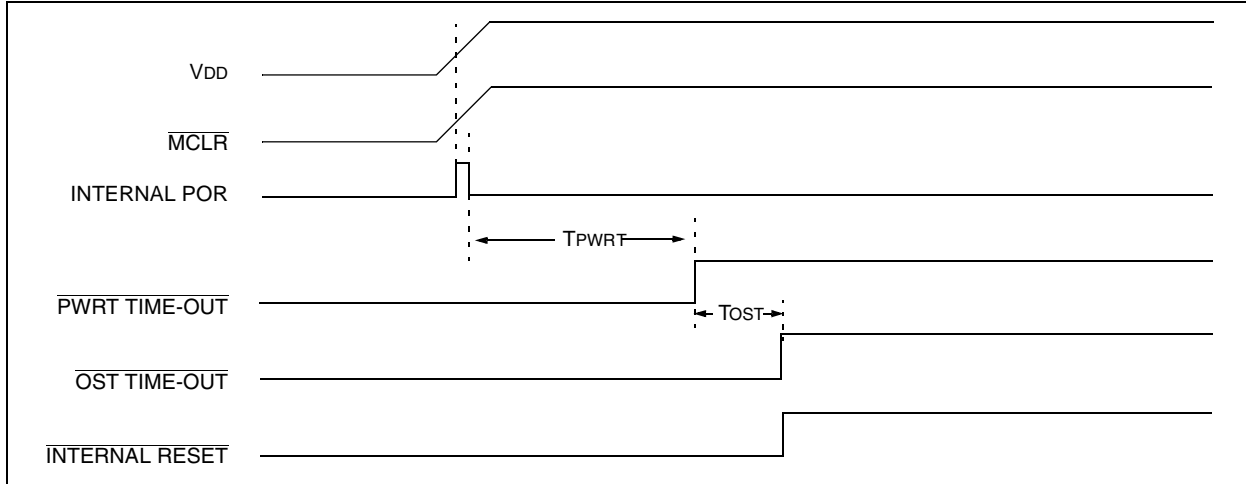 VDD
MCLR
INTERNAL POR
TPWRT
PWRT TIME-OUT
TOST
OST TIME-OUT
INTERNAL RESET